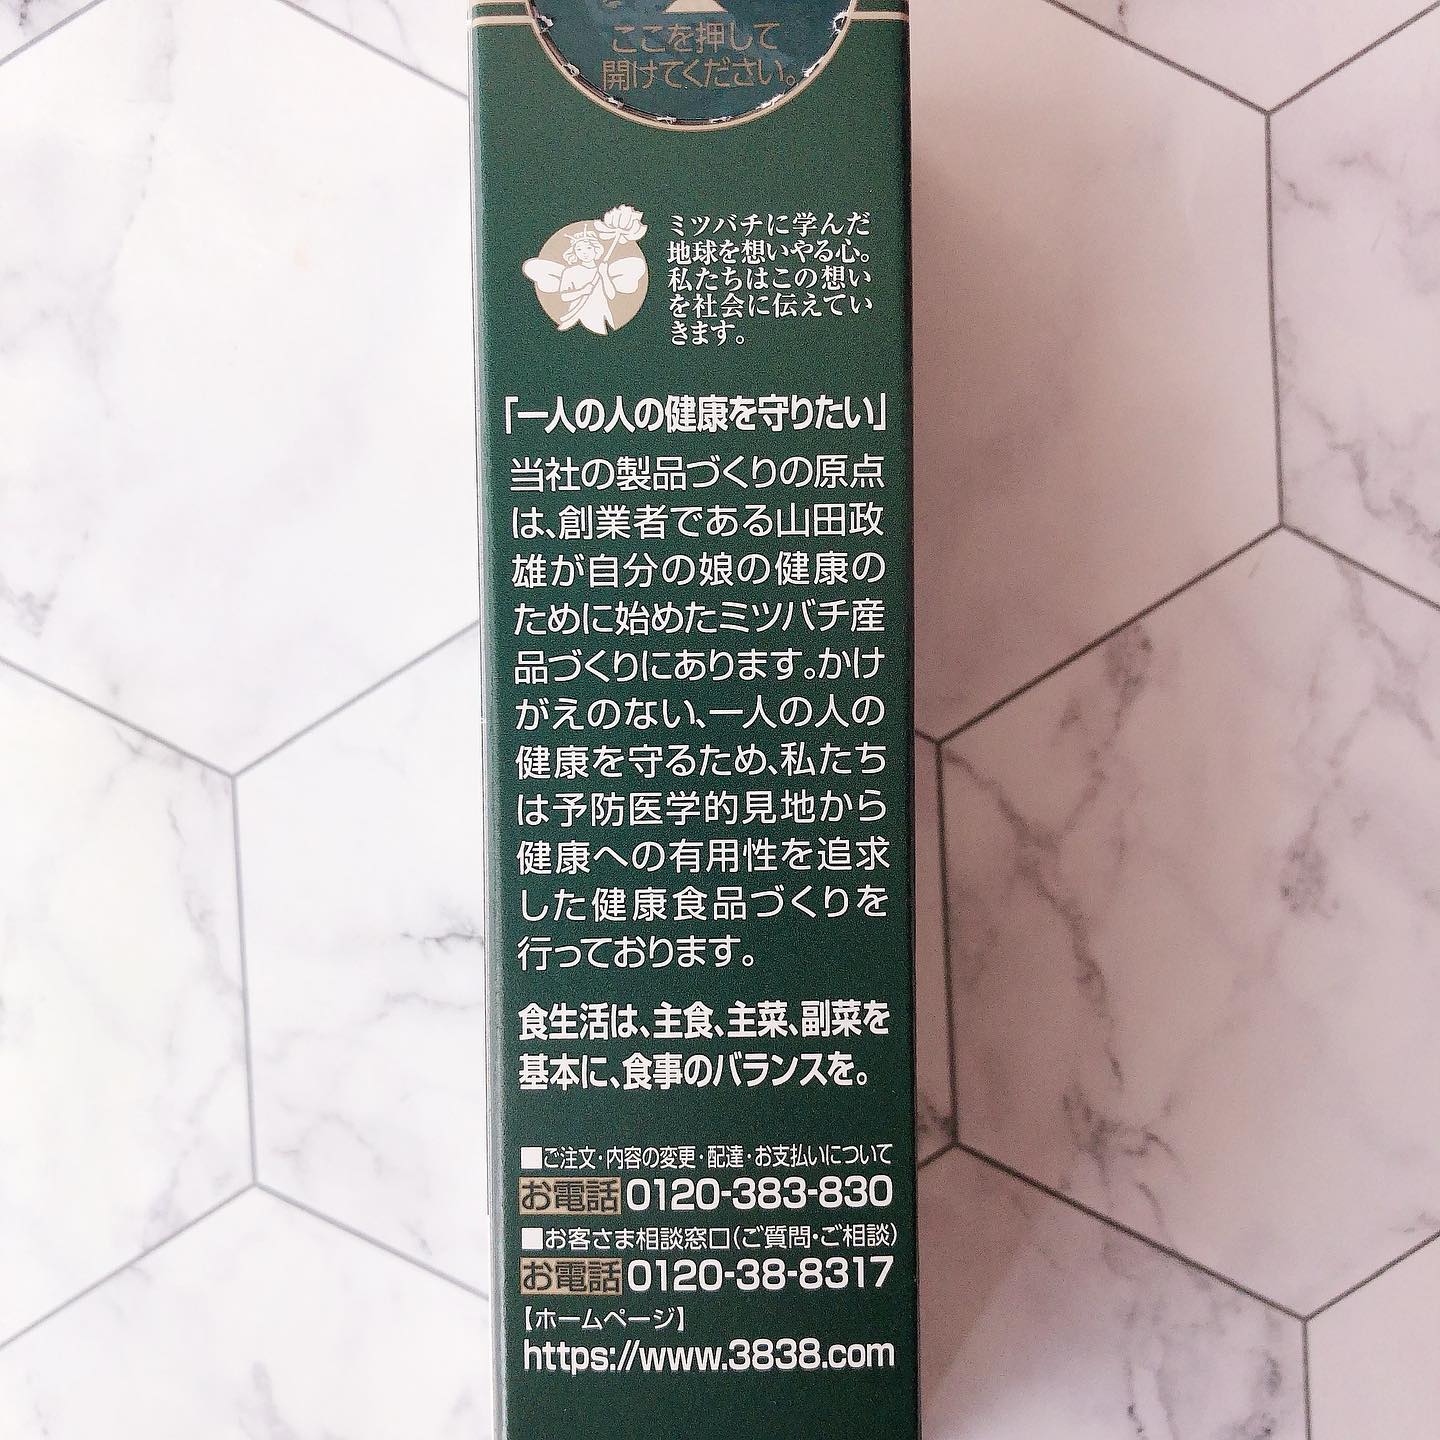 ここを押して
開けてください。
ミツバチに学んだ
地球を想いやる心。
私たちはこの想い
を社会に伝えてい
きます。
「一人の人の健康を守りたい」
当社の製品づくりの原点
は、創業者である山田政
雄が自分の娘の健康の
ために始めたミツバチ産
品づくりにあります。かけ
がえのない、一人の人の
健康を守るため、私たち
は予防医学的見地から
健康への有用性を追求
した健康食品づくりを
行っております。
食生活は、主食、主菜、副菜を
基本に、食事のバランスを。
■ご注文・内容の変更・配達・お支払いについて
お電話 0120-383-830
■お客さま相談窓口(ご質問・ご相談)
お電話 0120-38-8317
【ホームページ】
https://www.3838.com